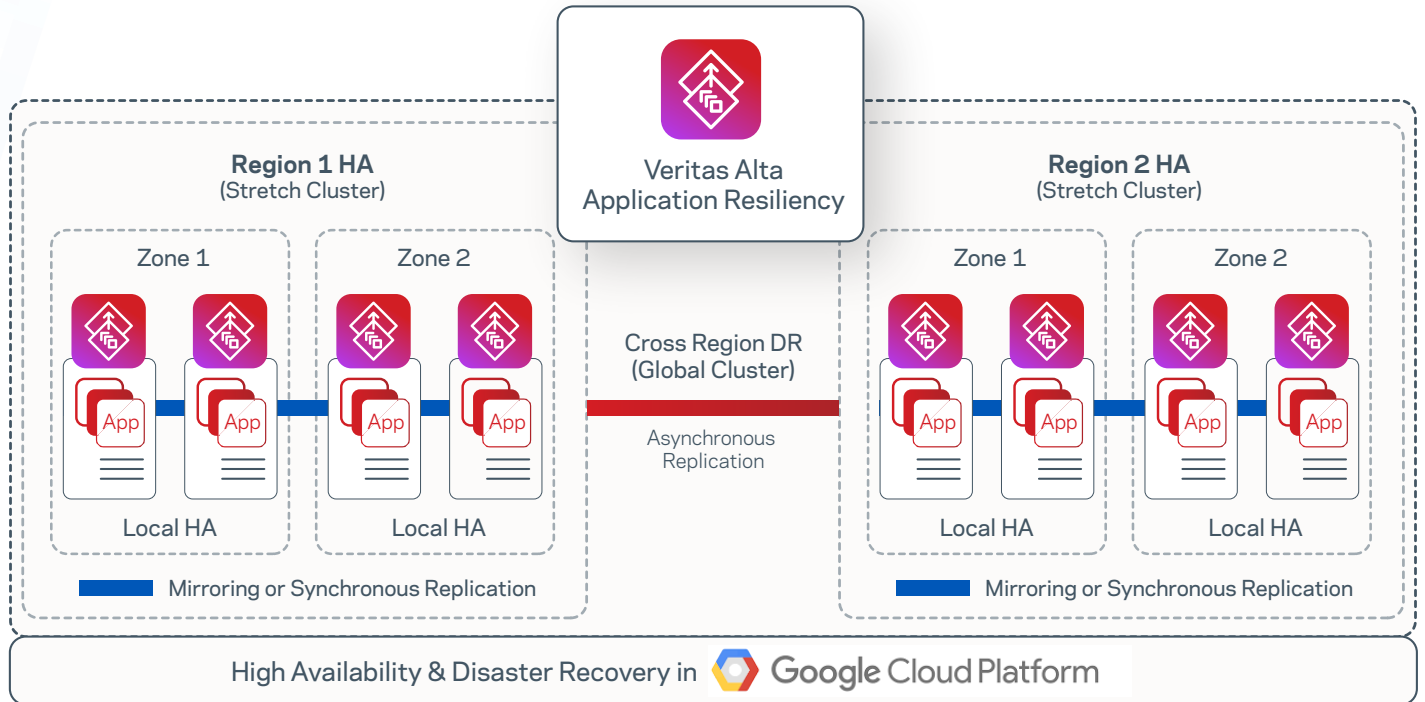 Veritas Alta
Application Resiliency
Region 1 HA
(Stretch Cluster)
Zone 1
App
App
Local HA
Zone 2
App
App
Local HA
Mirroring or Synchronous Replication
Cross Region DR
(Global Cluster)
Asynchronous
Replication
Region 2 HA
(Stretch Cluster)
Zone 1
App
App
Local HA
Zone 2
App
App
Local HA
Mirroring or Synchronous Replication
High Availability & Disaster Recovery in Google Cloud Platform